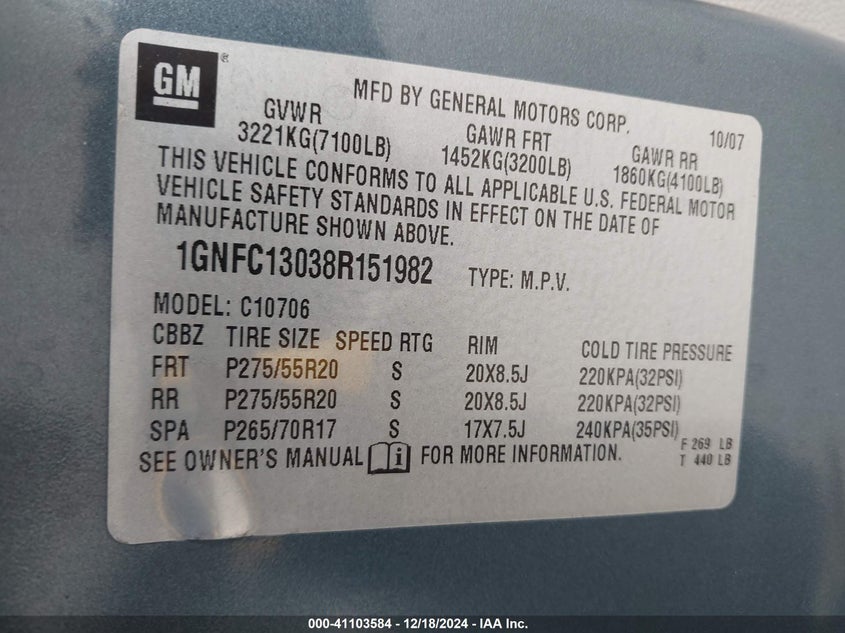 GM ®
MFD BY GENERAL MOTORS CORP.
10/07
GVWR
3221KG(7100LB)
GAWR FRT
1452KG(3200LB)
GAWR RR
1860KG(4100LB)
THIS VEHICLE CONFORMS TO ALL APPLICABLE U.S. FEDERAL MOTOR
VEHICLE SAFETY STANDARDS IN EFFECT ON THE DATE OF
MANUFACTURE SHOWN ABOVE.
1GNFC13038R151982 TYPE: M.P.V.
MODEL: C10706
CBBZ TIRE SIZE SPEED RTG RIM COLD TIRE PRESSURE
FRT P275/55R20 S 20X8.5J 220KPA(32PSI)
RR P275/55R20 S 20X8.5J 220KPA(32PSI)
SPA P265/70R17 S 17X7.5J 240KPA(35PSI)
F 269 LB
T 440 LB
SEE OWNER'S MANUAL i FOR MORE INFORMATION.
000-41103584 - 12/18/2024 - IAA Inc.